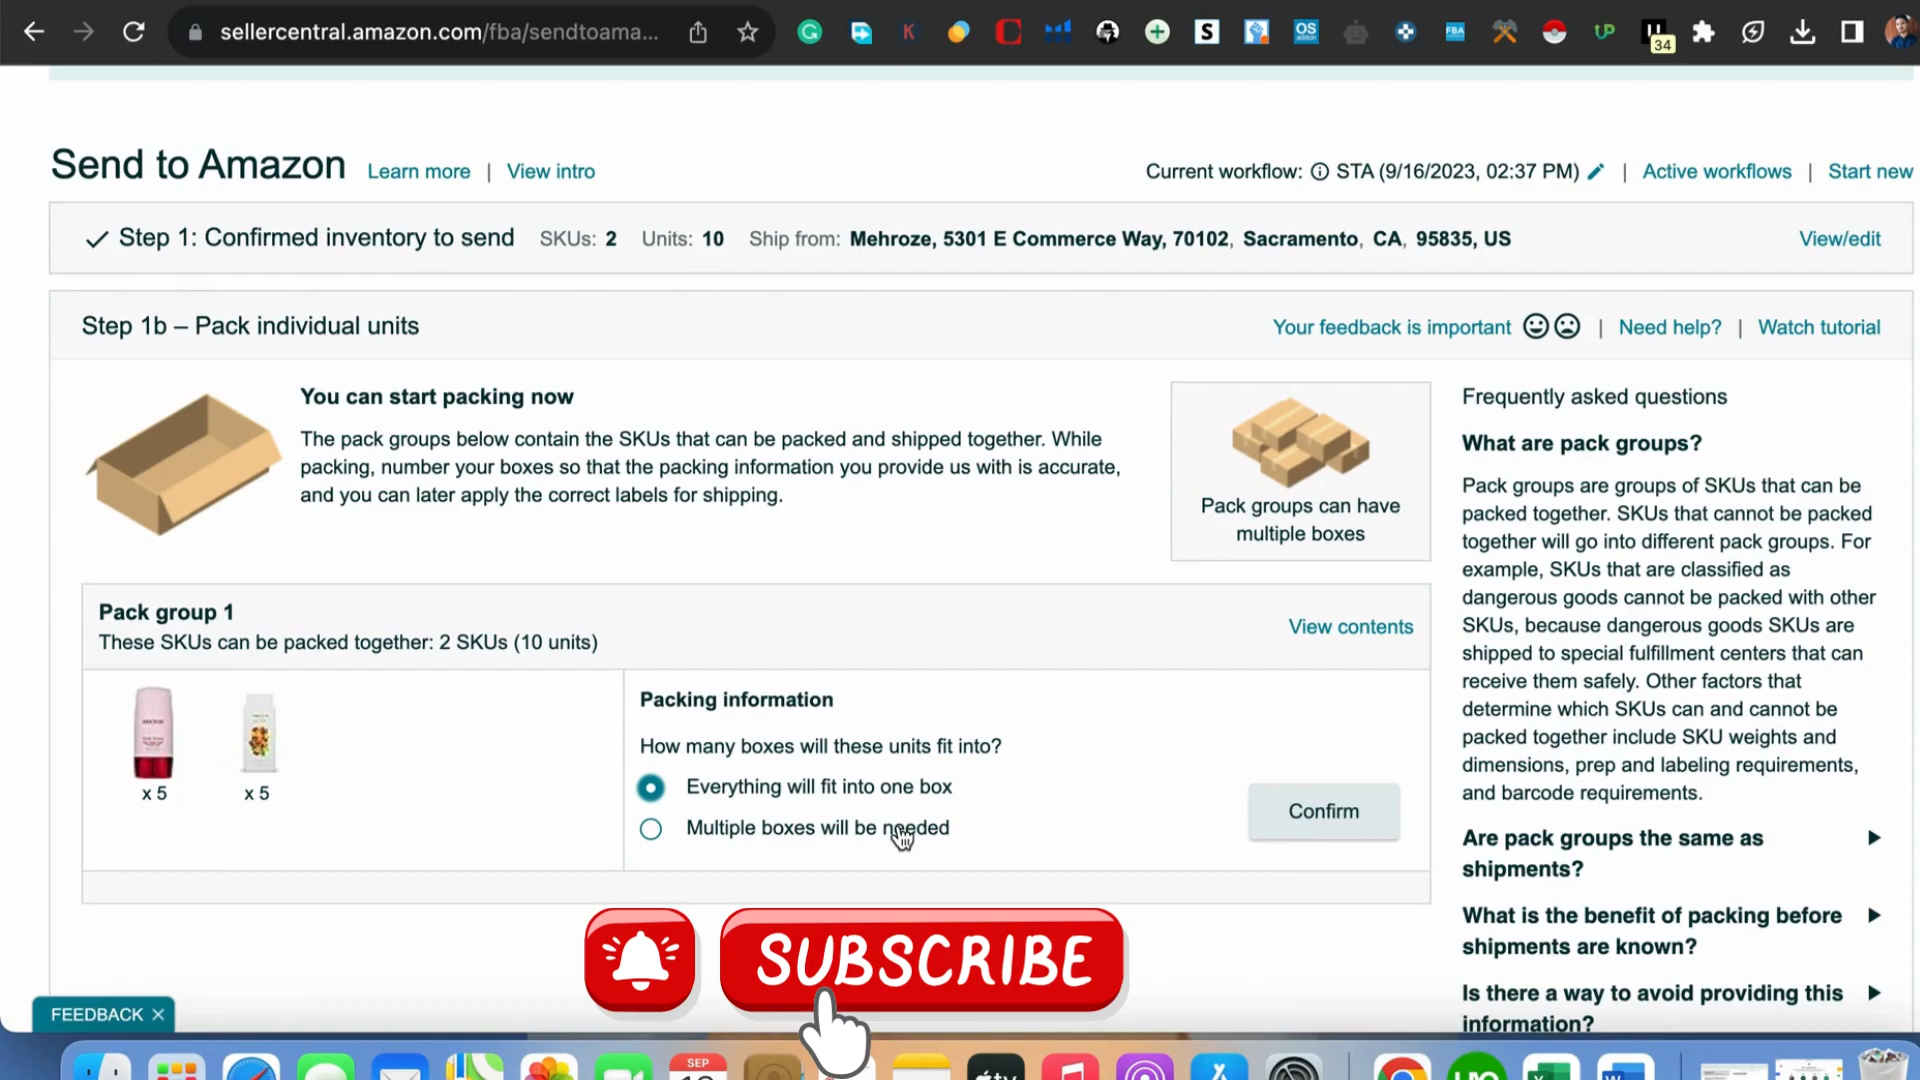 sellercentral.amazon.com/fba/sendtoama...
OS
addon
FBA
UP
34
Send to Amazon Learn more | View intro
Current workflow: STA (9/16/2023, 02:37 PM) | Active workflows | Start new
Step 1: Confirmed inventory to send SKUs: 2 Units: 10 Ship from: Mehroze, 5301 E Commerce Way, 70102, Sacramento, CA, 95835, US View/edit
Step 1b – Pack individual units
Your feedback is important | Need help? | Watch tutorial
You can start packing now
The pack groups below contain the SKUs that can be packed and shipped together. While
packing, number your boxes so that the packing information you provide us with is accurate,
and you can later apply the correct labels for shipping.
Pack groups can have
multiple boxes
Pack group 1
These SKUs can be packed together: 2 SKUs (10 units)
View contents
x 5
x 5
Packing information
How many boxes will these units fit into?
Everything will fit into one box
Multiple boxes will be needed
Confirm
Frequently asked questions
What are pack groups?
Pack groups are groups of SKUs that can be
packed together. SKUs that cannot be packed
together will go into different pack groups. For
example, SKUs that are classified as
dangerous goods cannot be packed with other
SKUs, because dangerous goods SKUs are
shipped to special fulfillment centers that can
receive them safely. Other factors that
determine which SKUs can and cannot be
packed together include SKU weights and
dimensions, prep and labeling requirements,
and barcode requirements.
Are pack groups the same as
shipments?
What is the benefit of packing before
shipments are known?
Is there a way to avoid providing this
information?
SUBSCRIBE
FEEDBACK ×
SEP